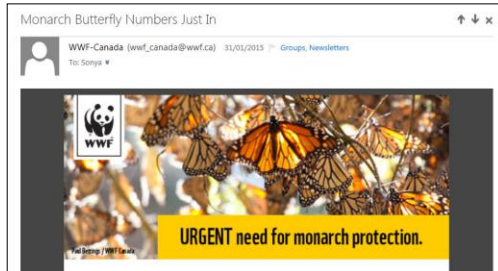 Monarch Butterfly Numbers Just In
WWF-Canada (wwf_canada@wwf.ca) 31/01/2015 Groups, Newsletters
To: Sonya
WWF
URGENT need for monarch protection.
Paul Bettings / WWF Canada